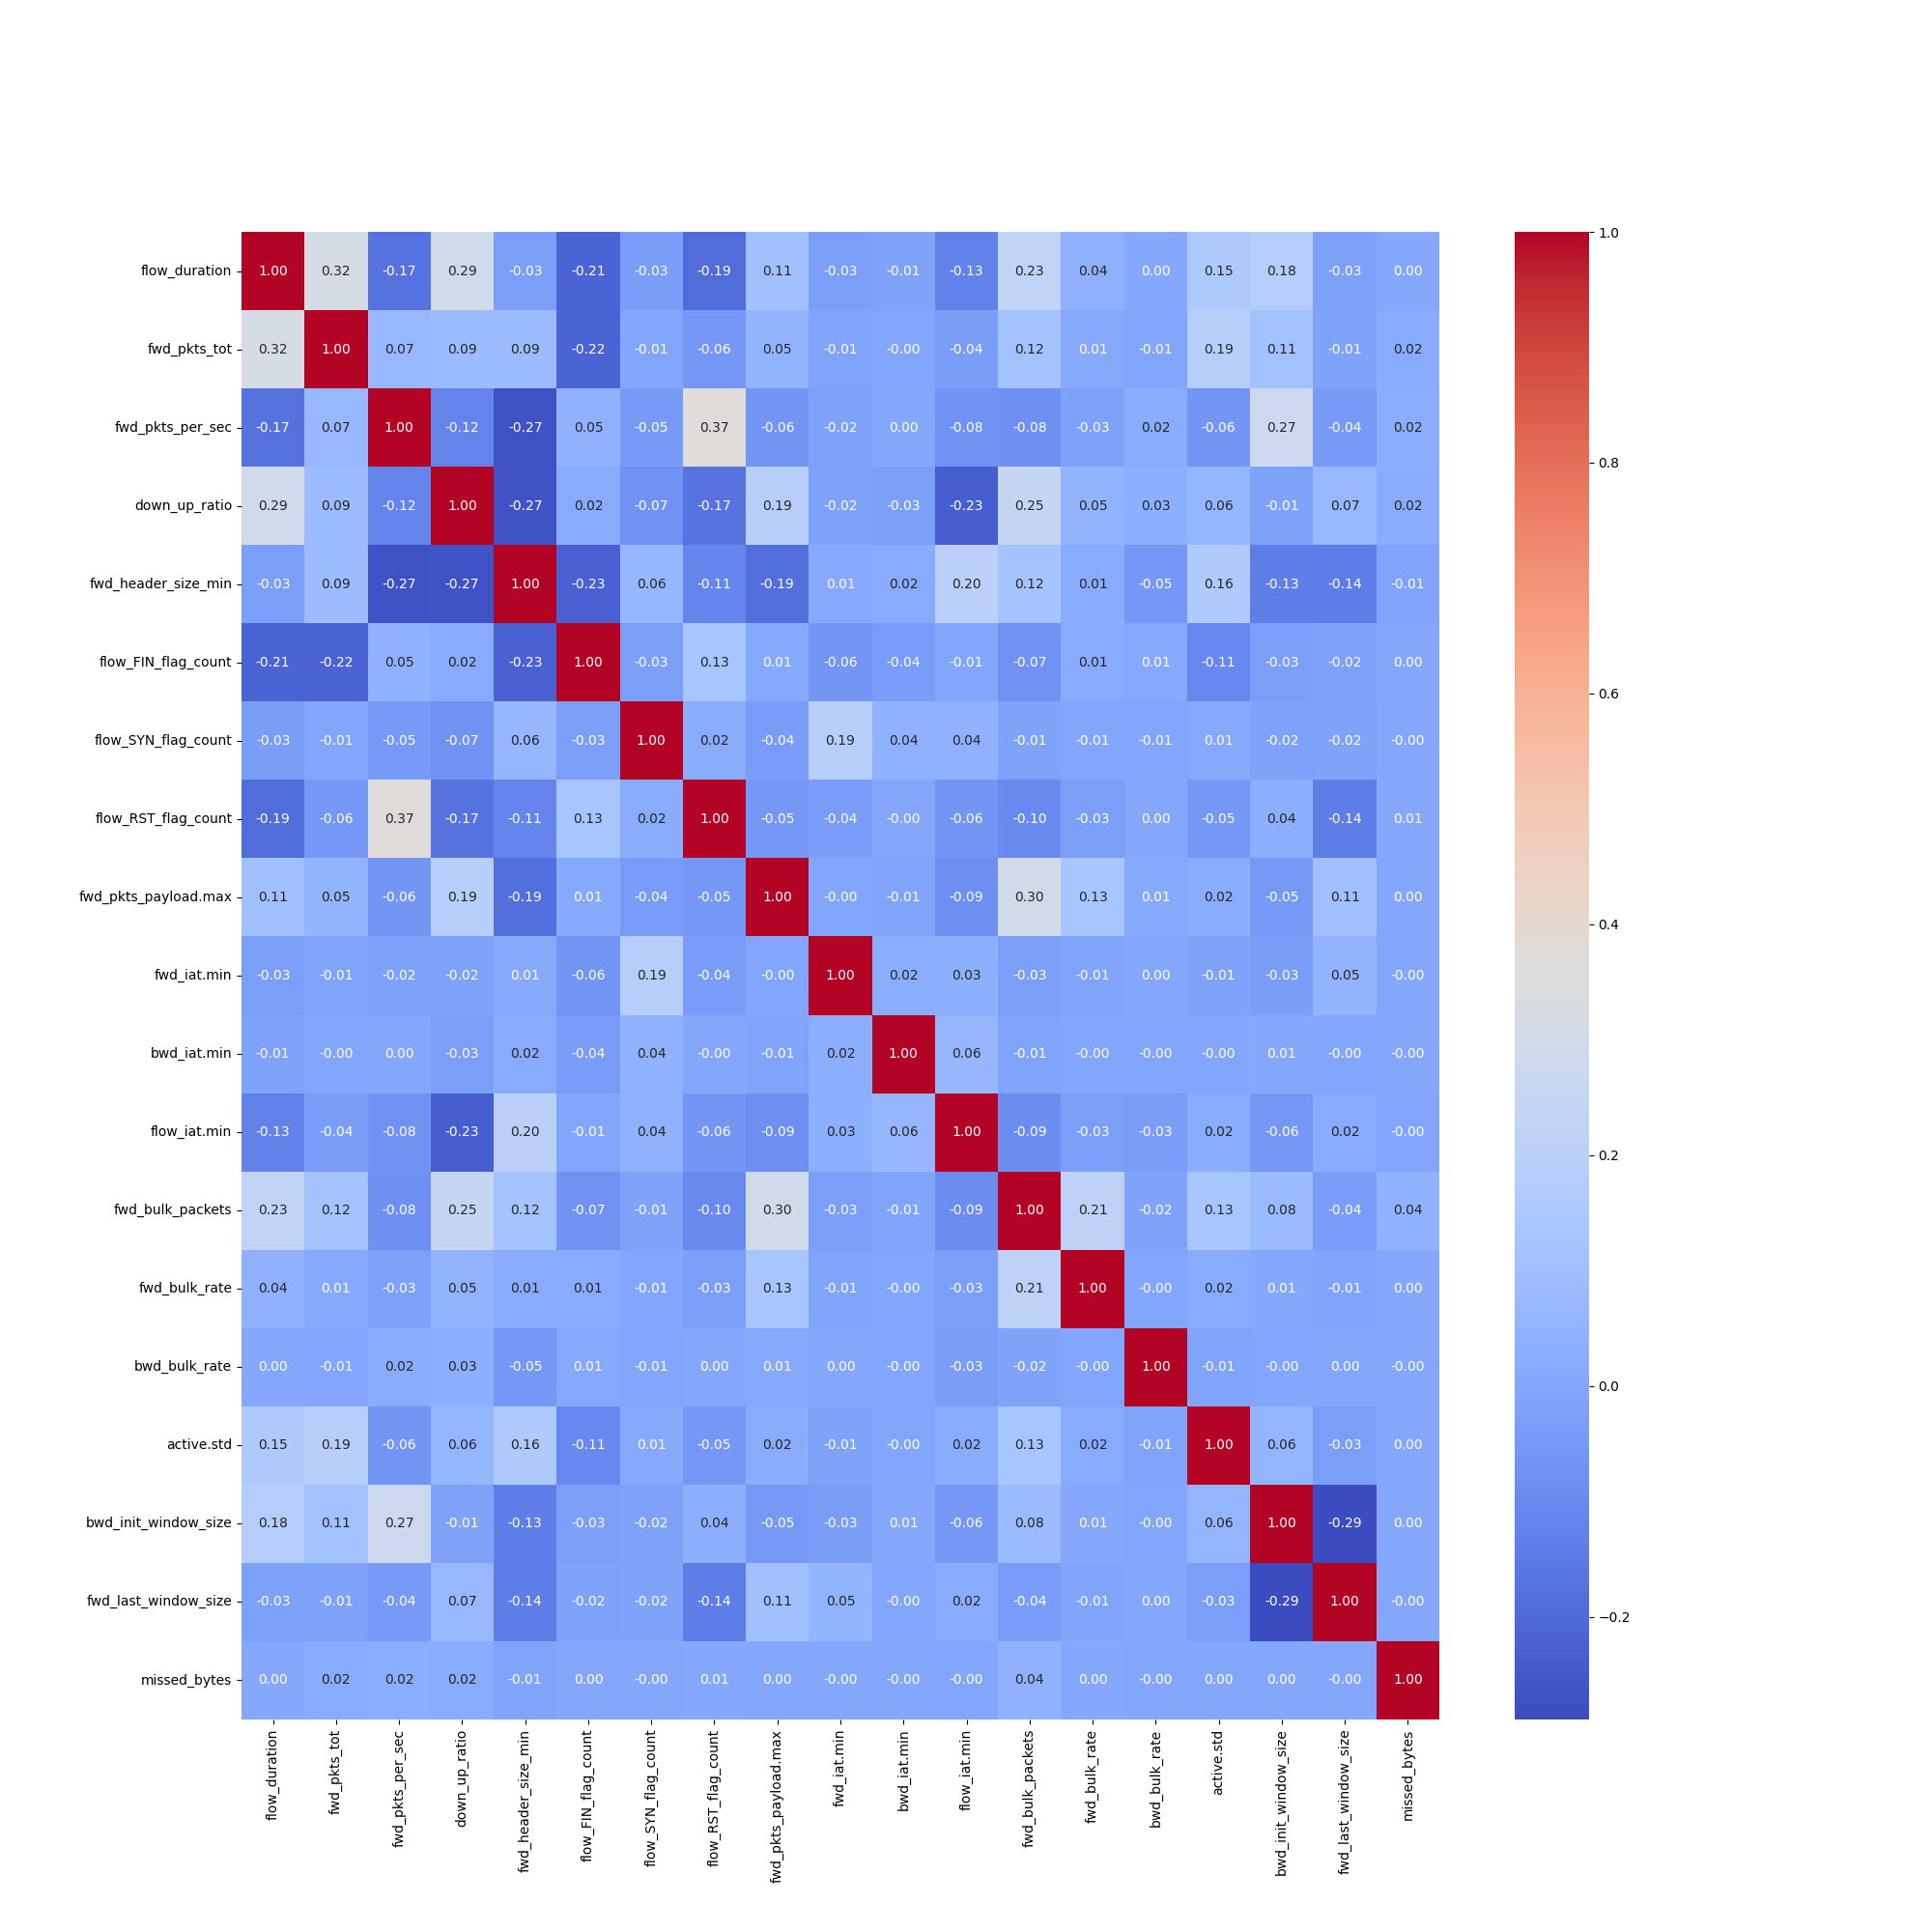 flow_duration 1.00 0.32 -0.17 0.29 -0.03 -0.21 -0.03 -0.19 0.11 -0.03 -0.01 -0.13 0.23 0.04 0.00 0.15 0.18 -0.03 0.00
fwd_pkts_tot 0.32 1.00 0.07 0.09 0.09 -0.22 -0.01 -0.06 0.05 -0.01 -0.00 -0.04 0.12 0.01 -0.01 0.19 0.11 -0.01 0.02
fwd_pkts_per_sec -0.17 0.07 1.00 -0.12 -0.27 0.05 -0.05 0.37 -0.06 -0.02 0.00 -0.08 -0.08 -0.03 0.02 -0.06 0.27 -0.04 0.02
down_up_ratio 0.29 0.09 -0.12 1.00 -0.27 0.02 -0.07 -0.17 0.19 -0.02 -0.03 -0.23 0.25 0.05 0.03 0.06 -0.01 0.07 0.02
fwd_header_size_min -0.03 0.09 -0.27 -0.27 1.00 -0.23 0.06 -0.11 -0.19 0.01 0.02 0.20 0.12 0.01 -0.05 0.16 -0.13 -0.14 -0.01
flow_FIN_flag_count -0.21 -0.22 0.05 0.02 -0.23 1.00 -0.03 0.13 0.01 -0.06 -0.04 -0.01 -0.07 0.01 0.01 -0.11 -0.03 -0.02 0.00
flow_SYN_flag_count -0.03 -0.01 -0.05 -0.07 0.06 -0.03 1.00 0.02 -0.04 0.19 0.04 0.04 -0.01 -0.01 -0.01 0.01 -0.02 -0.02 -0.00
flow_RST_flag_count -0.19 -0.06 0.37 -0.17 -0.11 0.13 0.02 1.00 -0.05 -0.04 -0.00 -0.06 -0.10 -0.03 0.00 -0.05 0.04 -0.14 0.01
fwd_pkts_payload.max 0.11 0.05 -0.06 0.19 -0.19 0.01 -0.04 -0.05 1.00 -0.00 -0.01 -0.09 0.30 0.13 0.01 0.02 -0.05 0.11 0.00
fwd_iat.min -0.03 -0.01 -0.02 -0.02 0.01 -0.06 0.19 -0.04 -0.00 1.00 0.02 0.03 -0.03 -0.01 0.00 -0.01 -0.03 0.05 -0.00
bwd_iat.min -0.01 -0.00 0.00 -0.03 0.02 -0.04 0.04 -0.00 -0.01 0.02 1.00 0.06 -0.01 -0.00 -0.00 -0.00 0.01 -0.00 -0.00
flow_iat.min -0.13 -0.04 -0.08 -0.23 0.20 -0.01 0.04 -0.06 -0.09 0.03 0.06 1.00 -0.09 -0.03 -0.03 0.02 -0.06 0.02 -0.00
fwd_bulk_packets 0.23 0.12 -0.08 0.25 0.12 -0.07 -0.01 -0.10 0.30 -0.03 -0.01 -0.09 1.00 0.21 -0.02 0.13 0.08 -0.04 0.04
fwd_bulk_rate 0.04 0.01 -0.03 0.05 0.01 0.01 -0.01 -0.03 0.13 -0.01 -0.00 -0.03 0.21 1.00 -0.00 0.02 0.01 -0.01 0.00
bwd_bulk_rate 0.00 -0.01 0.02 0.03 -0.05 0.01 -0.01 0.00 0.01 0.00 -0.00 -0.03 -0.02 -0.00 1.00 -0.01 -0.00 0.00 -0.00
active.std 0.15 0.19 -0.06 0.06 0.16 -0.11 0.01 -0.05 0.02 -0.01 -0.00 0.02 0.13 0.02 -0.01 1.00 0.06 -0.03 0.00
bwd_init_window_size 0.18 0.11 0.27 -0.01 -0.13 -0.03 -0.02 0.04 -0.05 -0.03 0.01 -0.06 0.08 0.01 -0.00 0.06 1.00 -0.29 0.00
fwd_last_window_size -0.03 -0.01 -0.04 0.07 -0.14 -0.02 -0.02 -0.14 0.11 0.05 -0.00 0.02 -0.04 -0.01 0.00 -0.03 -0.29 1.00 -0.00
missed_bytes 0.00 0.02 0.02 0.02 -0.01 0.00 -0.00 0.01 0.00 -0.00 -0.00 -0.00 0.04 0.00 -0.00 0.00 0.00 -0.00 1.00
flow_duration
fwd_pkts_tot
fwd_pkts_per_sec
down_up_ratio
fwd_header_size_min
flow_FIN_flag_count
flow_SYN_flag_count
flow_RST_flag_count
fwd_pkts_payload.max
fwd_iat.min
bwd_iat.min
flow_iat.min
fwd_bulk_packets
fwd_bulk_rate
bwd_bulk_rate
active.std
bwd_init_window_size
fwd_last_window_size
missed_bytes
1.0
0.8
0.6
0.4
0.2
0.0
−0.2